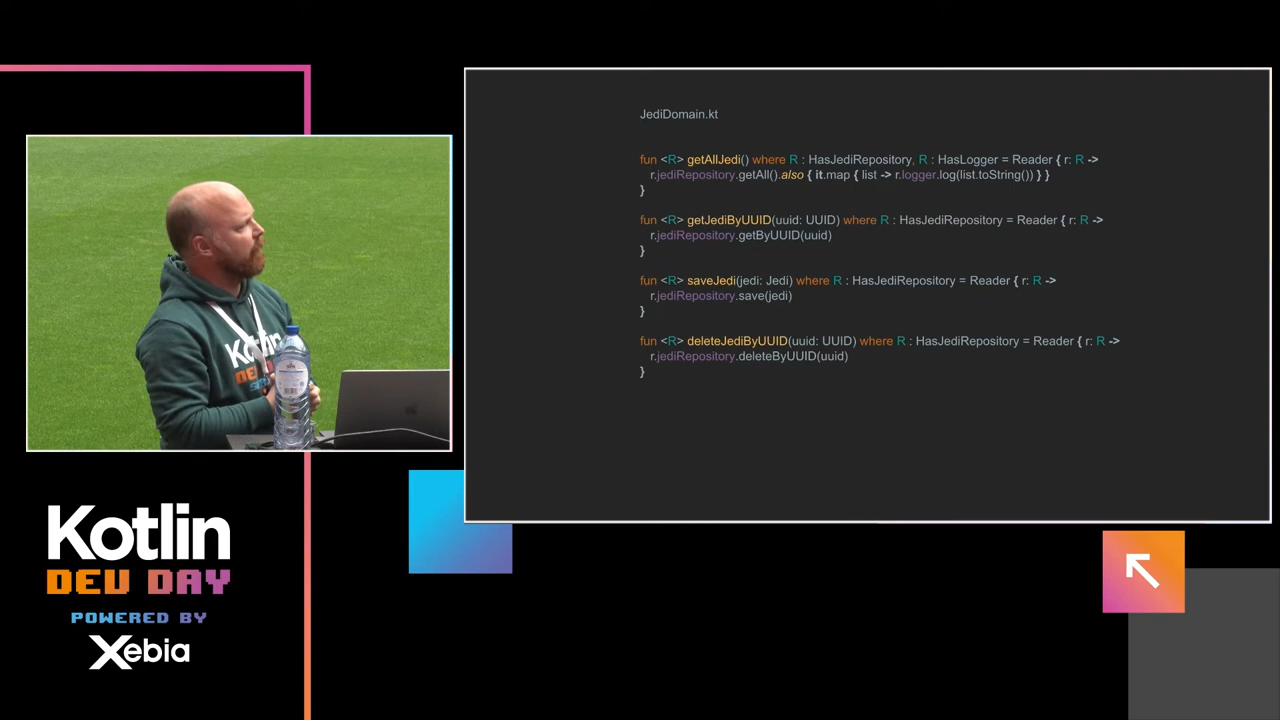 JediDomain.kt
fun <R> getAllJedi() where R : HasJediRepository, R : HasLogger = Reader { r: R ->
r.jediRepository.getAll().also { it.map { list -> r.logger.log(list.toString()) } }
}
fun <R> getJediByUUID(uuid: UUID) where R : HasJediRepository = Reader { r: R ->
r.jediRepository.getByUUID(uuid)
}
fun <R> saveJedi(jedi: Jedi) where R : HasJediRepository = Reader { r: R ->
r.jediRepository.save(jedi)
}
fun <R> deleteJediByUUID(uuid: UUID) where R : HasJediRepository = Reader { r: R ->
r.jediRepository.deleteByUUID(uuid)
}
Kotlin
Kotlin
DEV DAY
POWERED BY
Xebia